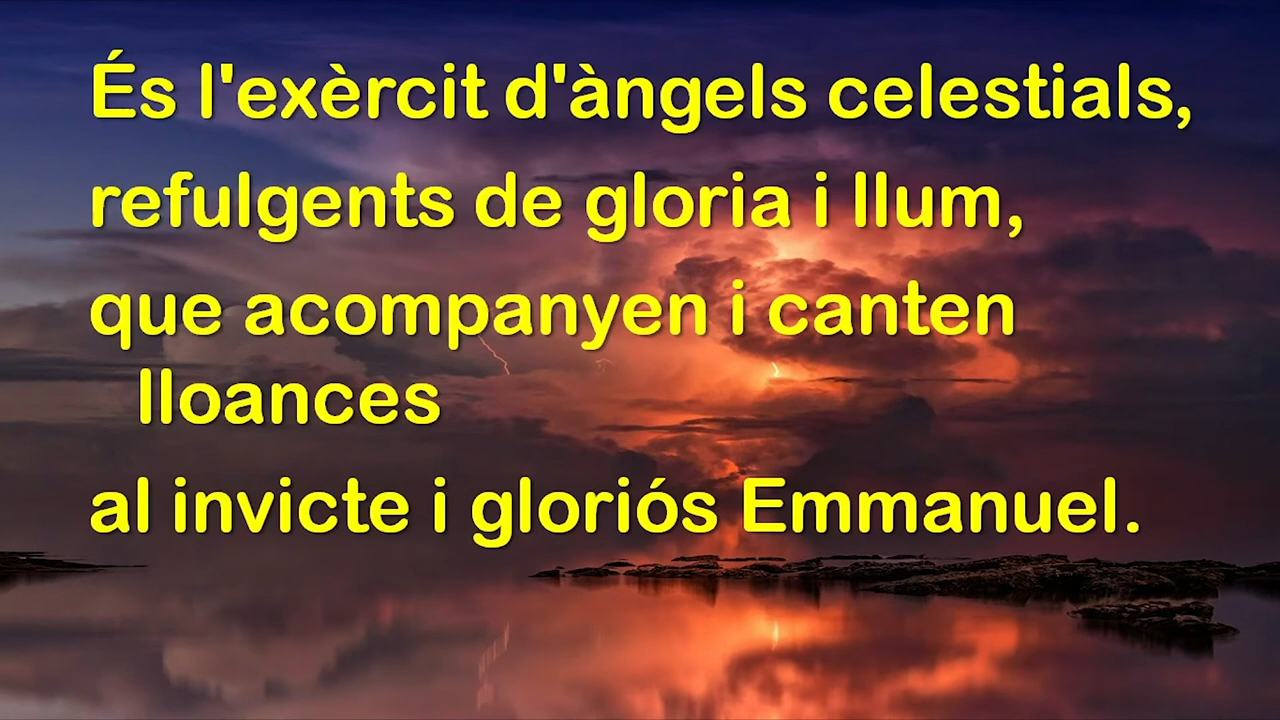 És l'exèrcit d'àngels celestials,
refulgents de gloria i llum,
que acompanyen i canten
lloances
al invicte i gloriós Emmanuel.